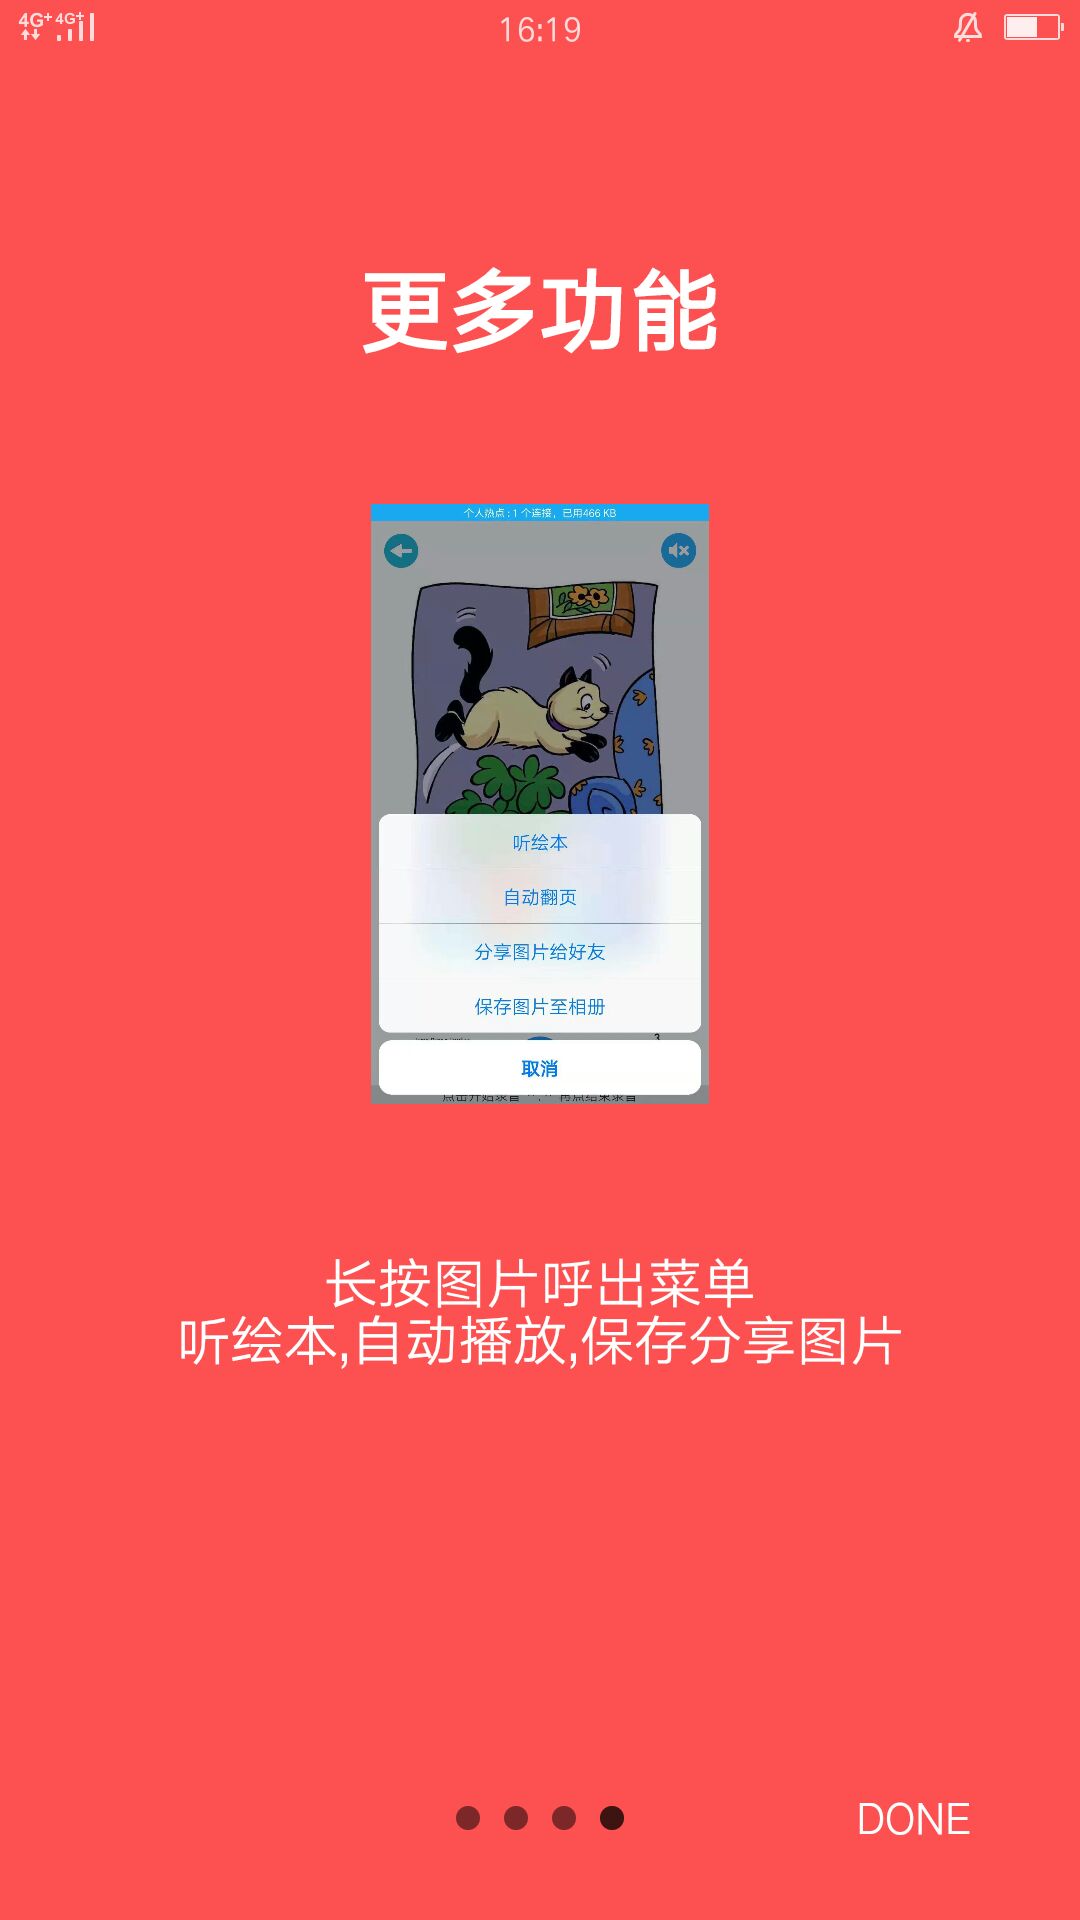 4G+ 4G+ 16:19
更多功能
个人热点：1 个连接，已用466 KB
听绘本
自动翻页
分享图片给好友
保存图片至相册
3
取消
长按图片呼出菜单
听绘本,自动播放,保存分享图片
DONE